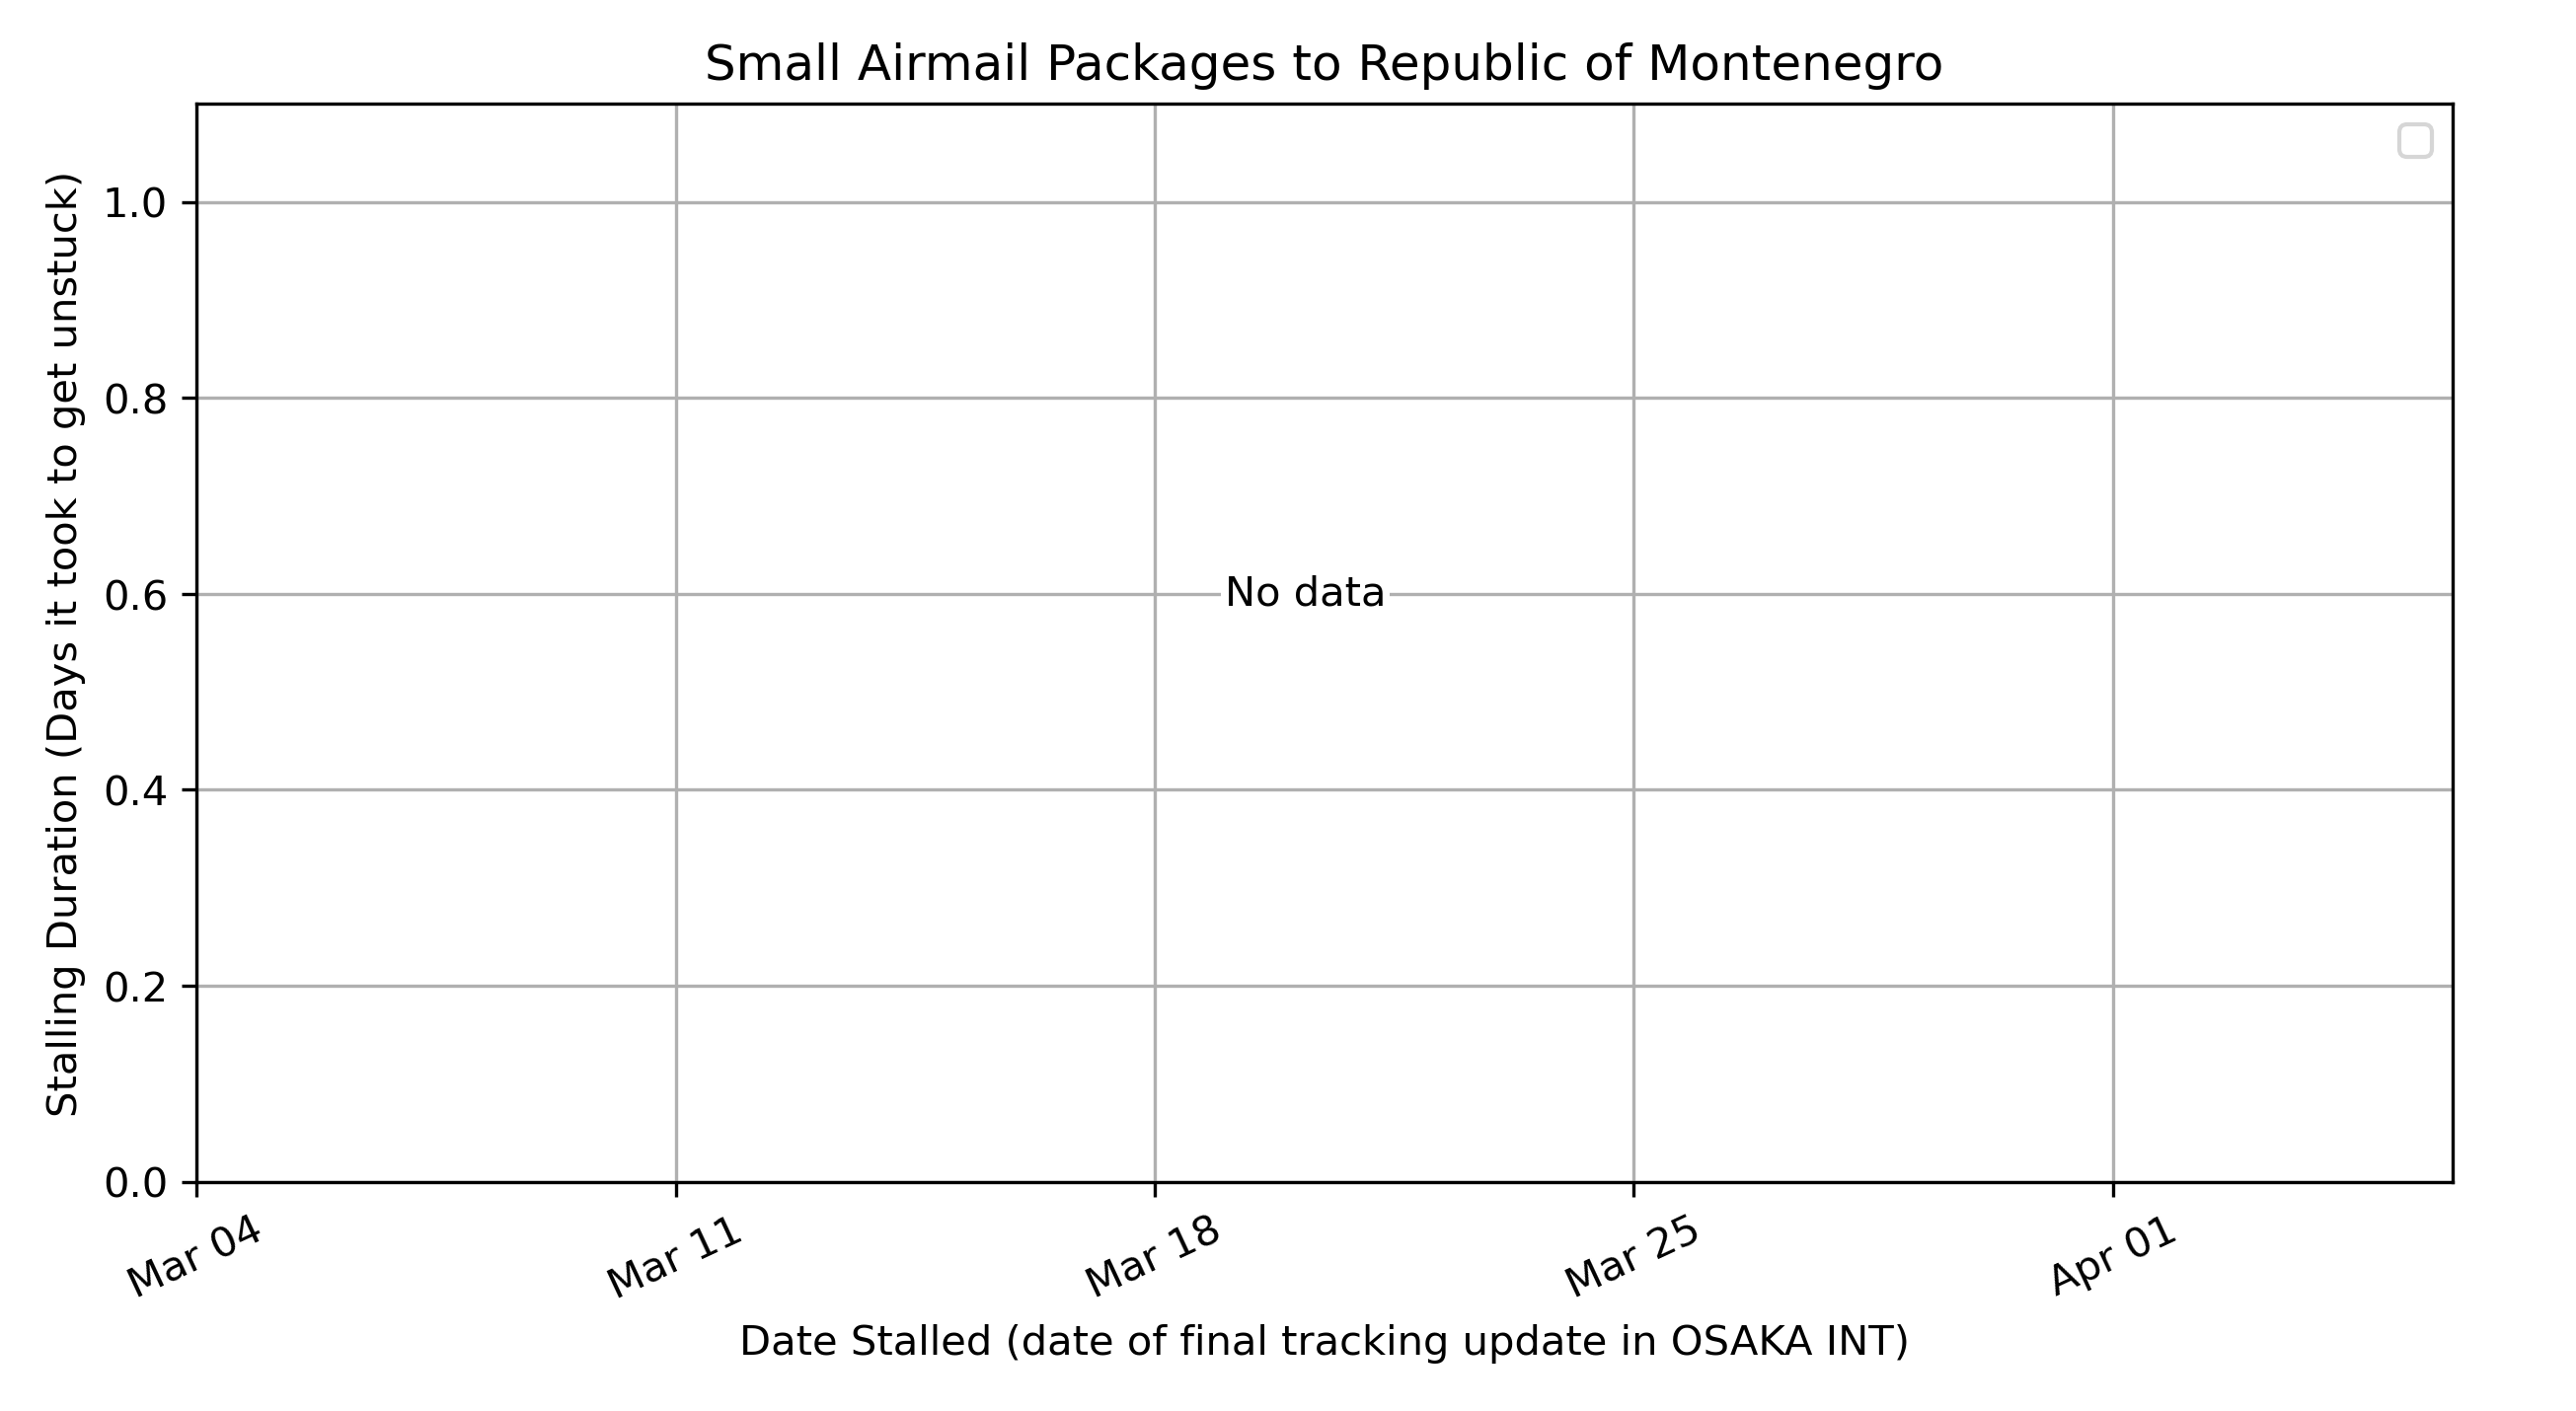 Small Airmail Packages to Republic of Montenegro
Stalling Duration (Days it took to get unstuck)
1.0
0.8
0.6
0.4
0.2
0.0
No data
Mar 04
Mar 11
Mar 18
Mar 25
Apr 01
Date Stalled (date of final tracking update in OSAKA INT)